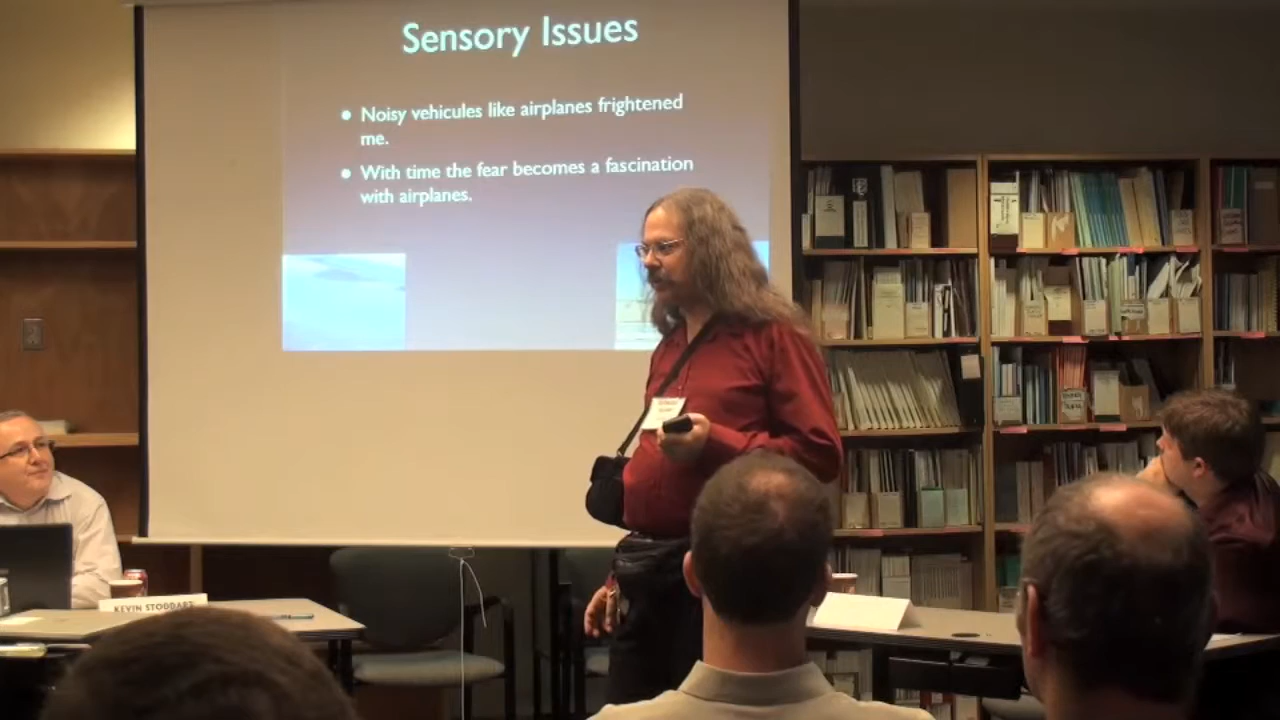 Sensory Issues
• Noisy vehicules like airplanes frightened
me.
• With time the fear becomes a fascination
with airplanes.
KEVIN STODDART